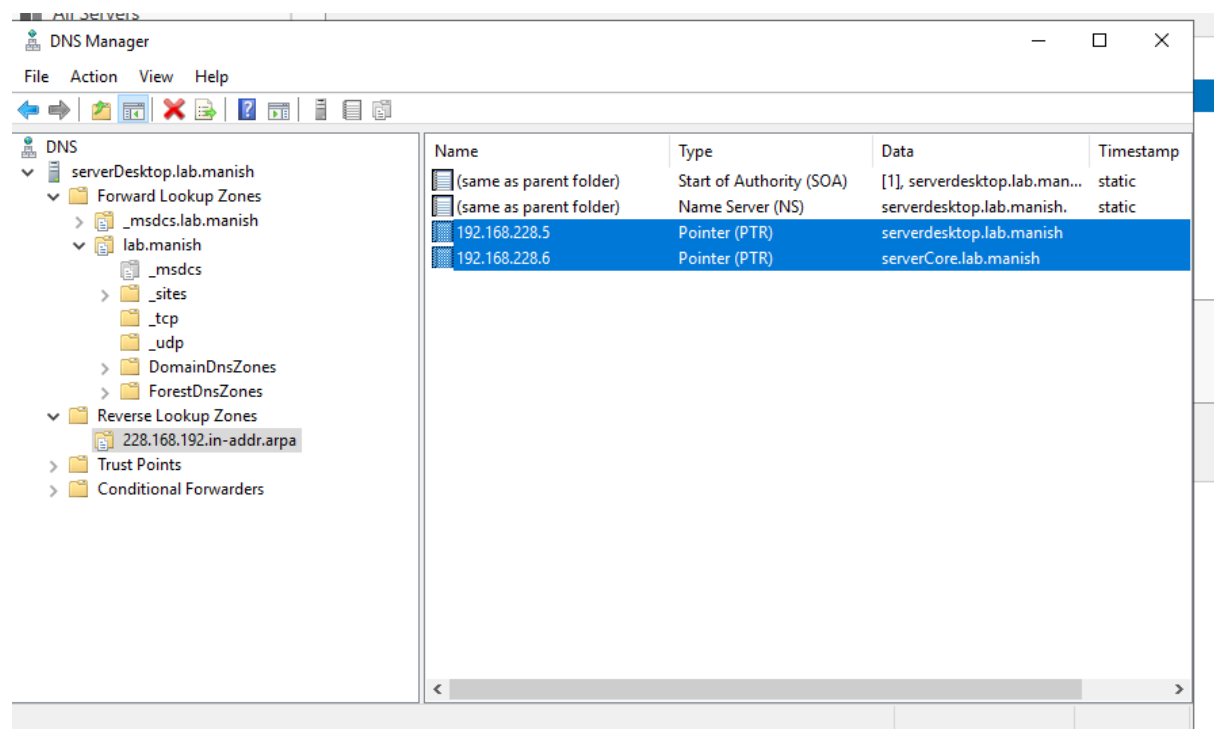 All Servers
DNS Manager
File Action View Help
DNS
serverDesktop.lab.manish
Forward Lookup Zones
_msdcs.lab.manish
lab.manish
_msdcs
_sites
_tcp
_udp
DomainDnsZones
ForestDnsZones
Reverse Lookup Zones
228.168.192.in-addr.arpa
Trust Points
Conditional Forwarders
Name Type Data Timestamp
(same as parent folder) Start of Authority (SOA) [1], serverdesktop.lab.man... static
(same as parent folder) Name Server (NS) serverdesktop.lab.manish. static
192.168.228.5 Pointer (PTR) serverdesktop.lab.manish
192.168.228.6 Pointer (PTR) serverCore.lab.manish